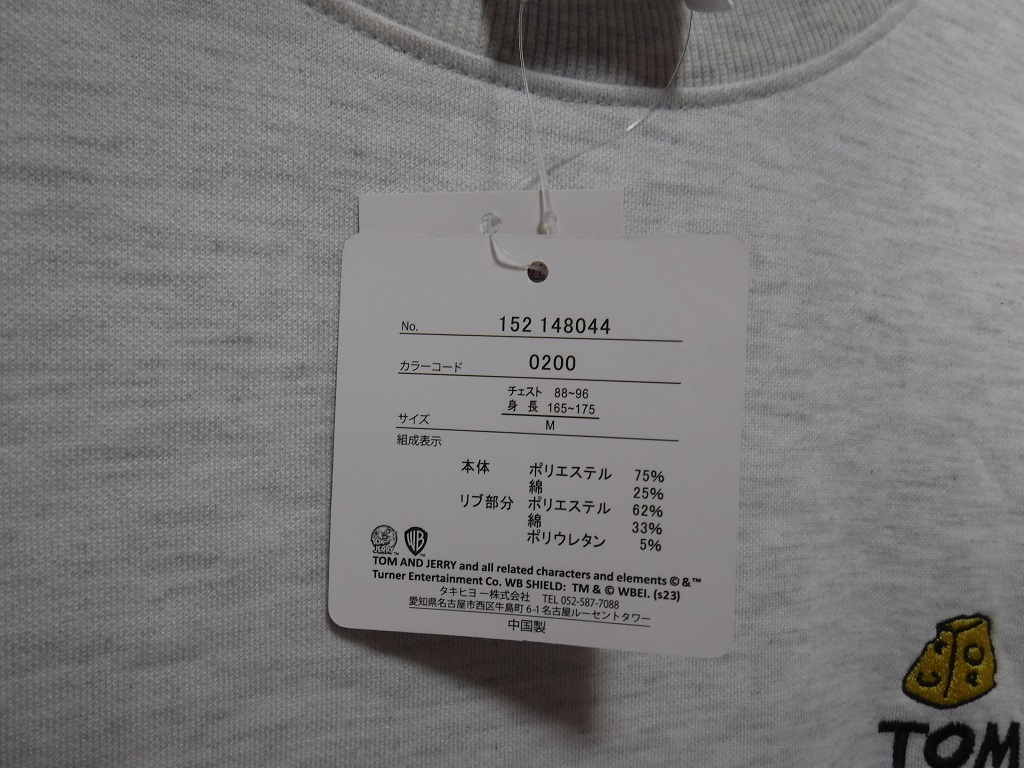 No. 152 148044
カラーコード 0200
チェスト 88~96
身長 165~175
サイズ M
組成表示
本体 ポリエステル 75%
綿 25%
リブ部分 ポリエステル 62%
綿 33%
ポリウレタン 5%
JERRY™ WB™
TOM AND JERRY and all related characters and elements © & ™
Turner Entertainment Co. WB SHIELD: TM & © WBEI. (s23)
タキヒヨー株式会社 TEL 052-587-7088
愛知県名古屋市西区牛島町6-1名古屋ルーセントタワー
中国製
TOM